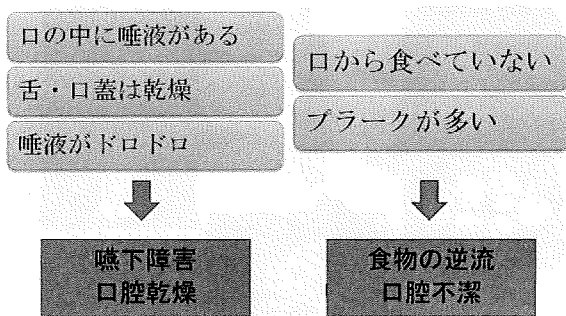 口の中に唾液がある
舌・口蓋は乾燥
唾液がドロドロ
嚥下障害
口腔乾燥
口から食べていない
プラークが多い
食物の逆流
口腔不潔